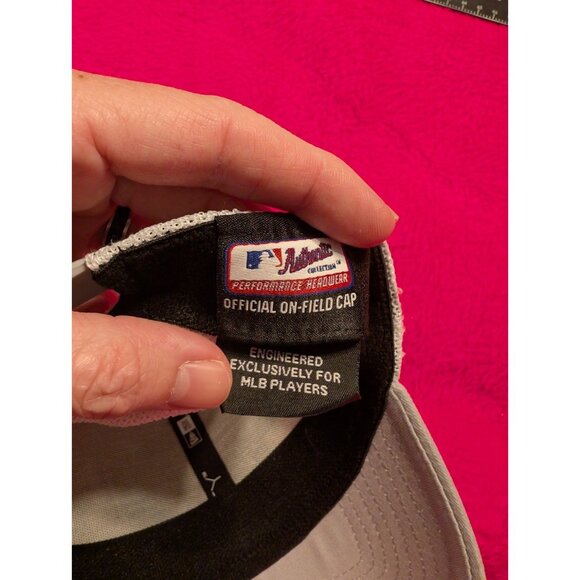 Authentic
COLLECTION
PERFORMANCE HEADWEAR
OFFICIAL ON-FIELD CAP
ENGINEERED
EXCLUSIVELY FOR
MLB PLAYERS